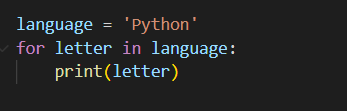 language = 'Python'
for letter in language:
    print(letter)